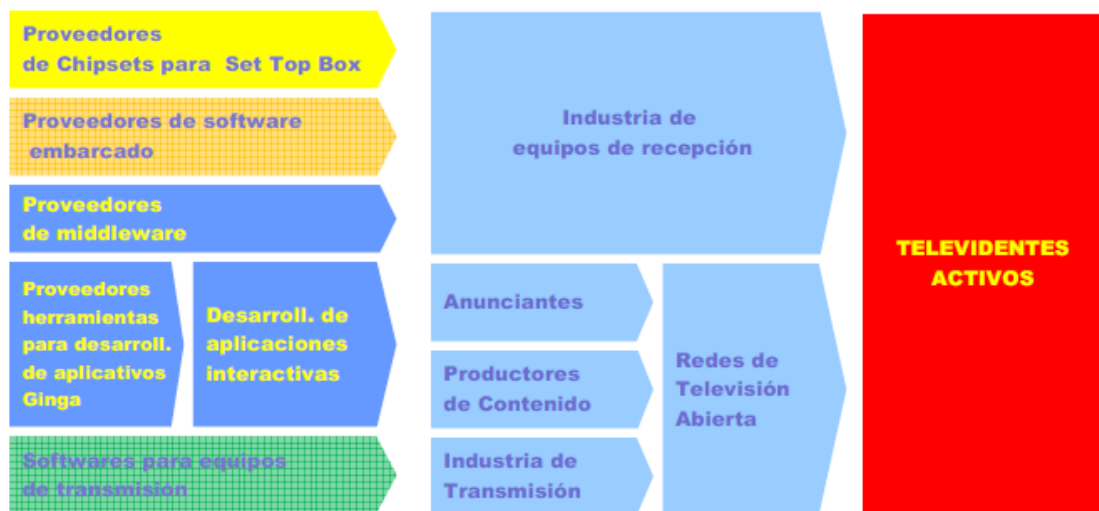 Proveedores
de Chipsets para Set Top Box
Proveedores de software
embarcado
Proveedores
de middleware
Proveedores
herramientas
para desarroll.
de aplicativos
Ginga
Desarroll. de
aplicaciones
interactivas
Softwares para equipos
de transmisión
Industria de
equipos de recepción
Anunciantes
Productores
de Contenido
Industria de
Transmisión
Redes de
Televisión
Abierta
TELEVIDENTES
ACTIVOS